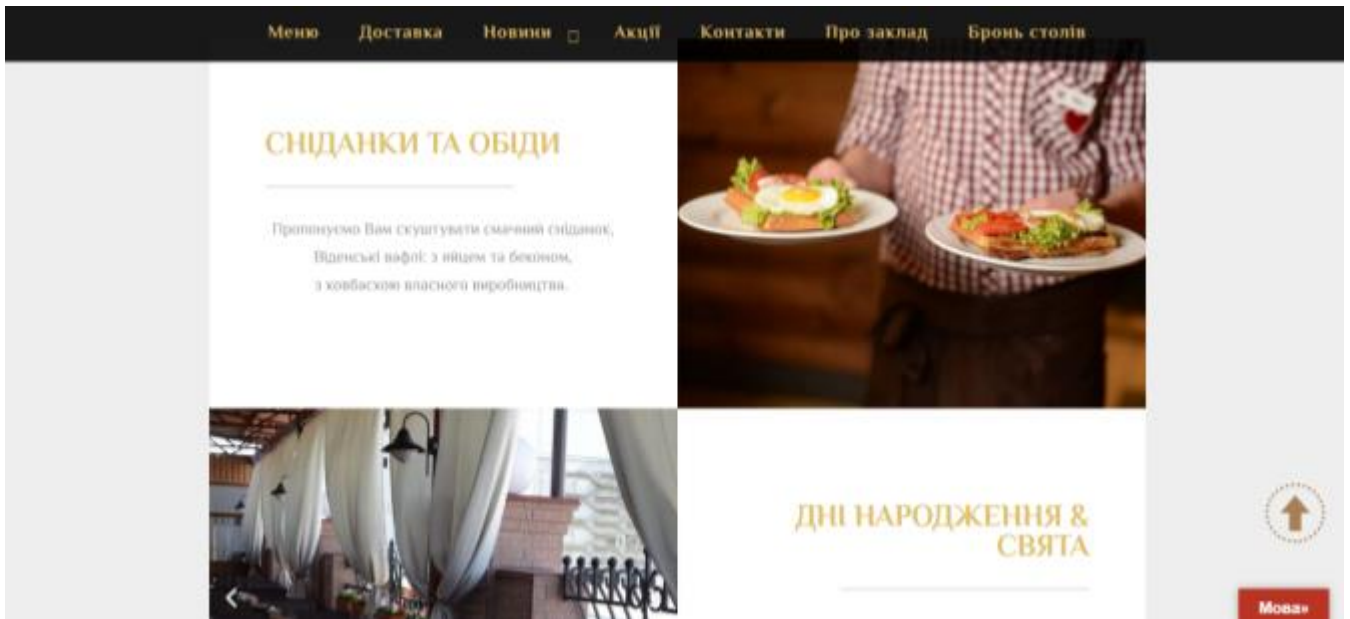 Меню Доставка Новини Акції Контакти Про заклад Бронь столів
СНІДАНКИ ТА ОБІДИ
Пропонуємо Вам скуштувати смачний сніданок,
Віденські вафлі: з яйцем та беконом,
з ковбаскою власного виробництва.
ДНІ НАРОДЖЕННЯ &
СВЯТА
Мова»